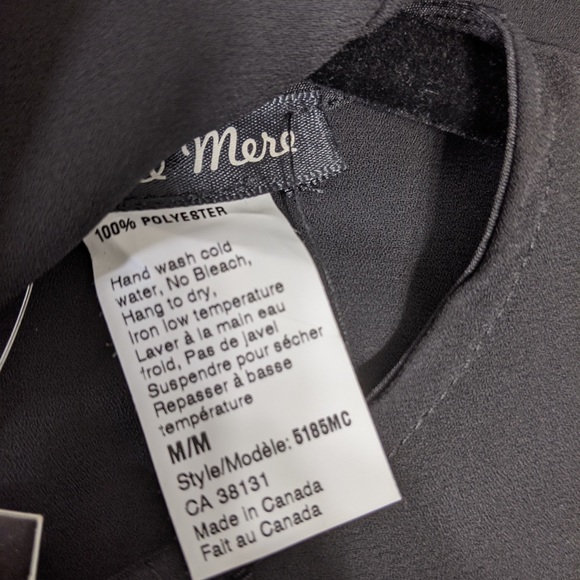 Mere
100% POLYESTER
Hand wash cold
water, No Bleach,
Hang to dry,
Iron low temperature
Laver à la main eau
froid, Pas de javel
Suspendre pour sécher
Repasser à basse
température
M/M
Style/Modèle: 5185MC
CA 38131
Made in Canada
Fait au Canada